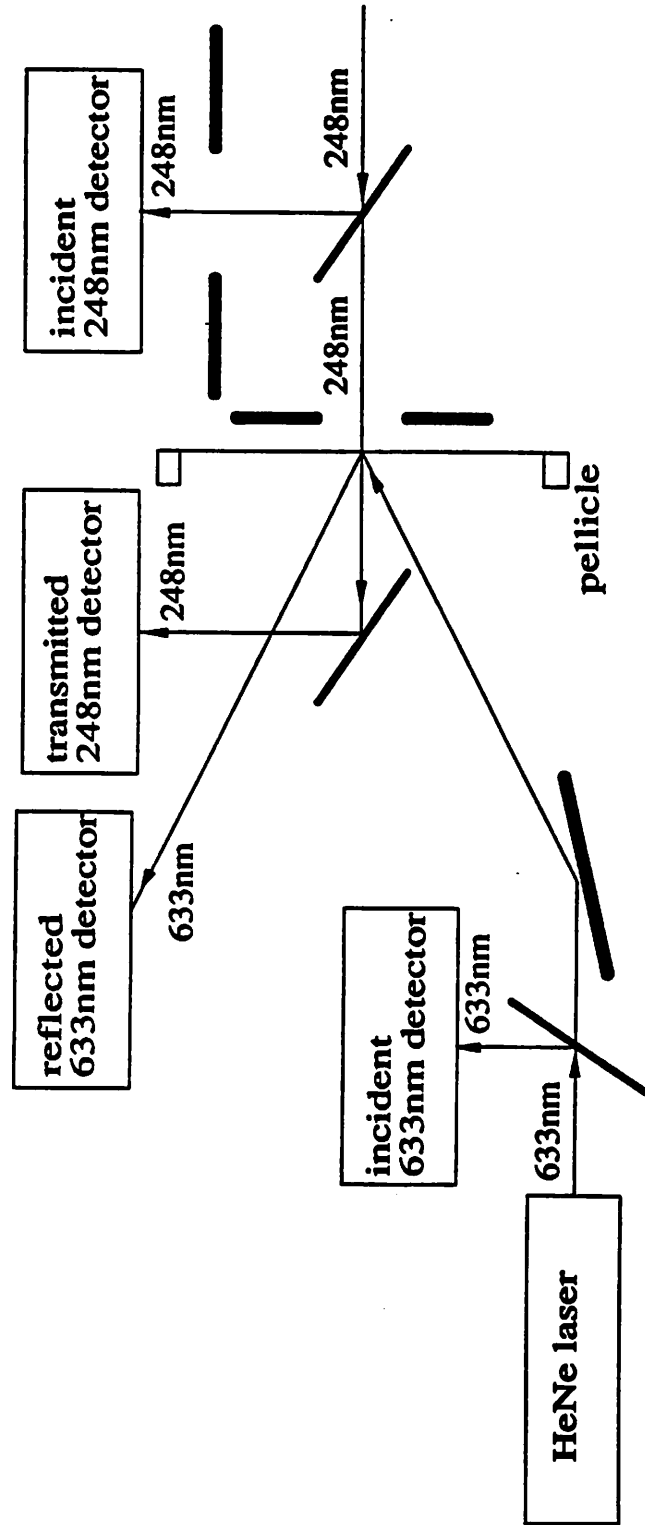 incident
248nm detector
248nm
248nm
248nm
transmitted
248nm detector
248nm
pellicle
reflected
633nm detector
633nm
incident
633nm detector
633nm
633nm
HeNe laser